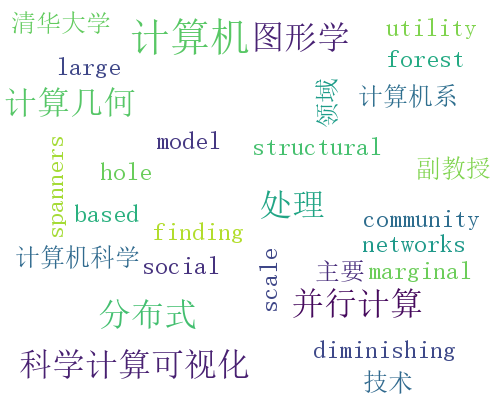 清华大学
计算机
图形学
utility
large
forest
计算几何
领域
计算机系
model
structural
spanners
hole
副教授
based
处理
community
finding
networks
计算机科学
social
scale
主要
marginal
分布式
并行计算
科学计算可视化
diminishing
技术